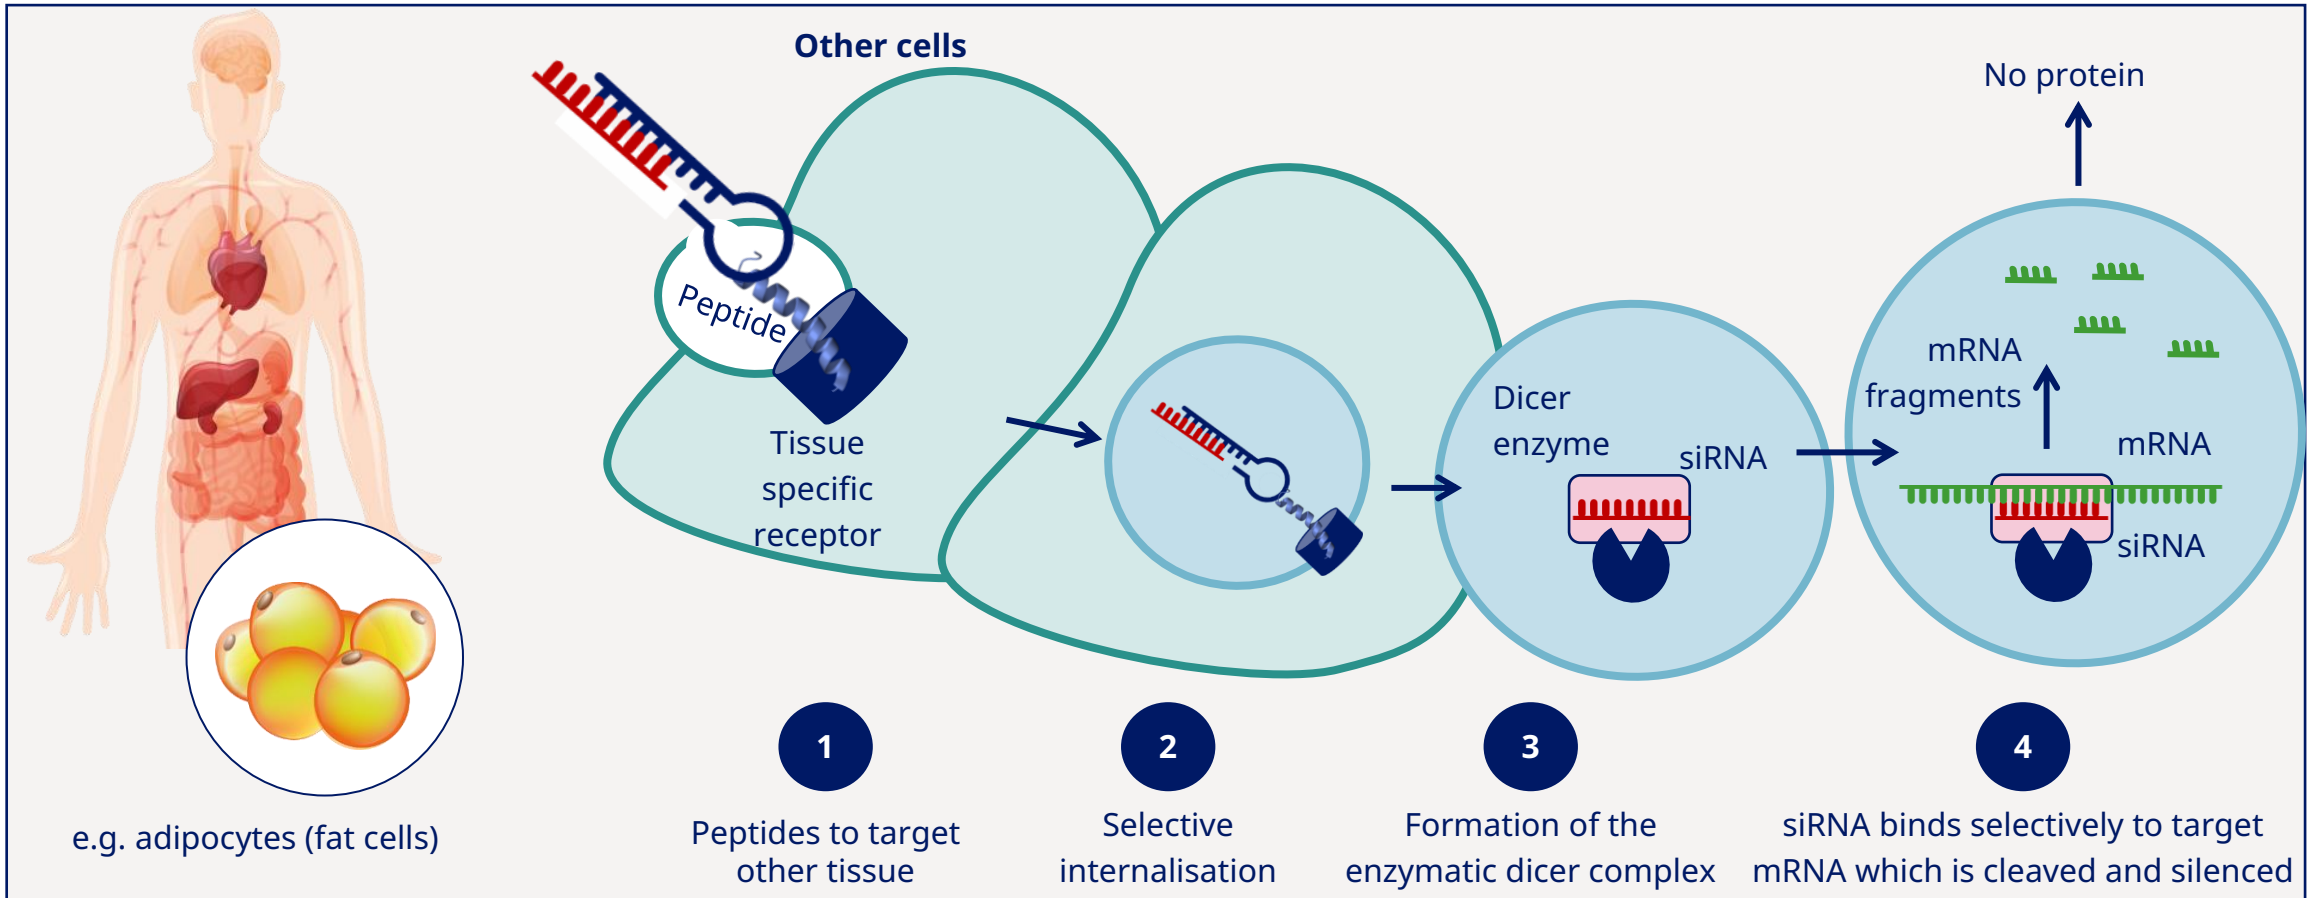 Other cells
No protein
Peptide
Tissue
specific
receptor
Dicer
enzyme
siRNA
mRNA
fragments
mRNA
siRNA
1
2
3
4
e.g. adipocytes (fat cells)
Peptides to target
other tissue
Selective
internalisation
Formation of the
enzymatic dicer complex
siRNA binds selectively to target
mRNA which is cleaved and silenced